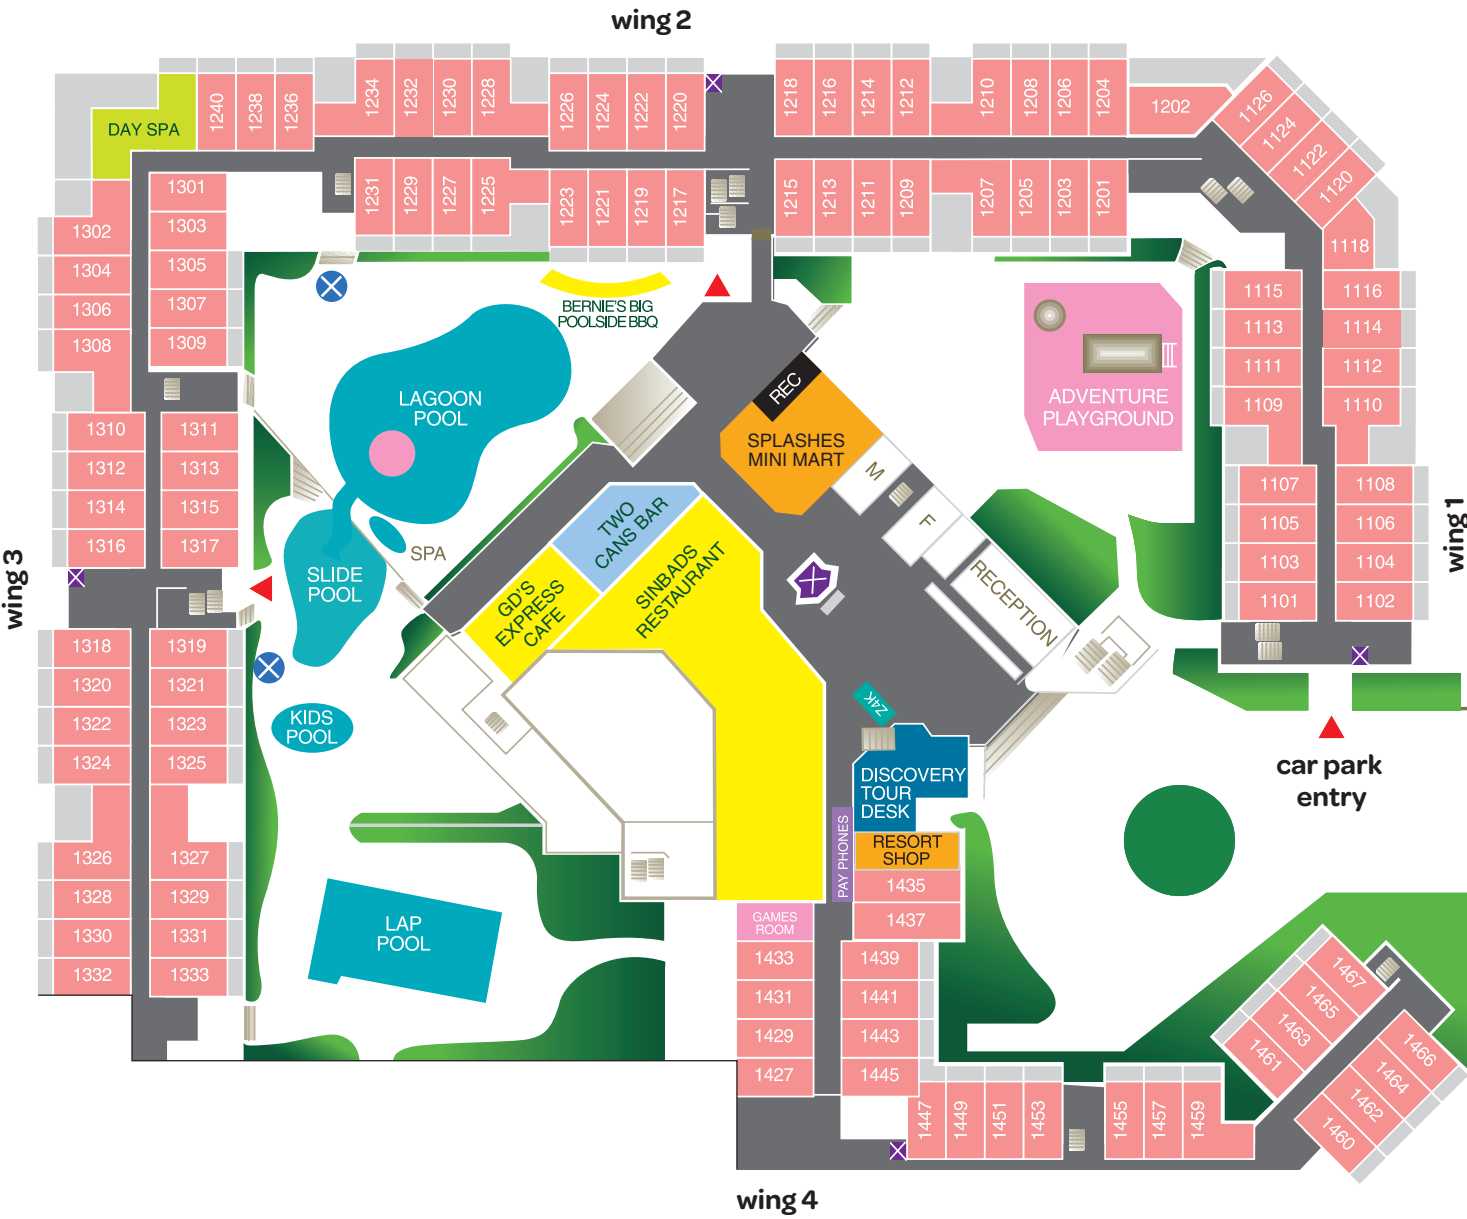 wing 2
1240
1238
1236
1234
1232
1230
1228
1226
1224
1222
1220
1218
1216
1214
1212
1210
1208
1206
1204
1202
1126
1124
1122
1120
1118
DAY SPA
1231
1229
1227
1225
1223
1221
1219
1217
1215
1213
1211
1209
1207
1205
1203
1201
1301
1303
1305
1307
1309
1302
1304
1306
1308
1310
1312
1314
1316
1311
1313
1315
1317
wing 3
1318
1320
1322
1324
1319
1321
1323
1325
1326
1328
1330
1332
1327
1329
1331
1333
BERNIE'S BIG
POOLSIDE BBQ
LAGOON
POOL
SPA
SLIDE
POOL
KIDS
POOL
LAP
POOL
REC
SPLASHES
MINI MART
M
F
RECEPTION
TWO
CANS BAR
GD'S
EXPRESS
CAFE
SINBADS
RESTAURANT
Z4K
DISCOVERY
TOUR
DESK
PAY PHONES
RESORT
SHOP
GAMES
ROOM
ADVENTURE
PLAYGROUND
1115
1113
1111
1109
1116
1114
1112
1110
1107
1105
1103
1101
1108
1106
1104
1102
wing 1
car park
entry
1435
1437
1433
1431
1429
1427
1439
1441
1443
1445
1447
1449
1451
1453
1455
1457
1459
1467
1465
1463
1461
1466
1464
1462
1460
wing 4